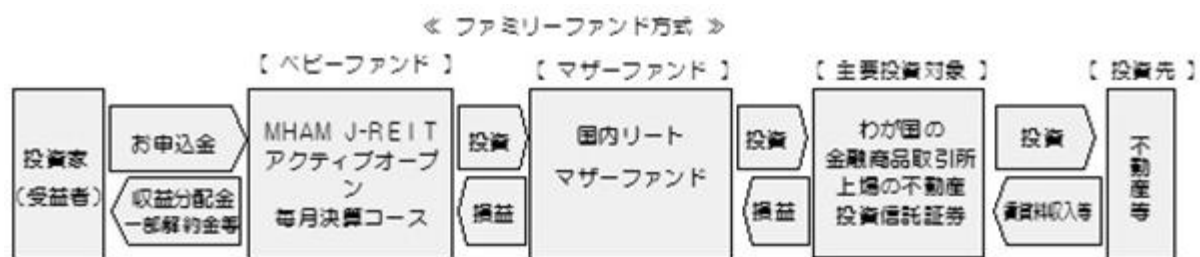 ≪ ファミリーファンド方式 ≫
【 ベビーファンド 】
【 マザーファンド 】
【 主要投資対象 】
【 投資先 】
投資家
(受益者)
お申込金
収益分配金
一部解約金等
MHAM J-REIT
アクティブオープ
ン
毎月決算コース
投資
損益
国内リート
マザーファンド
投資
損益
わが国の
金融商品取引所
上場の不動産
投資信託証券
投資
賃貸料収入等
不動産等